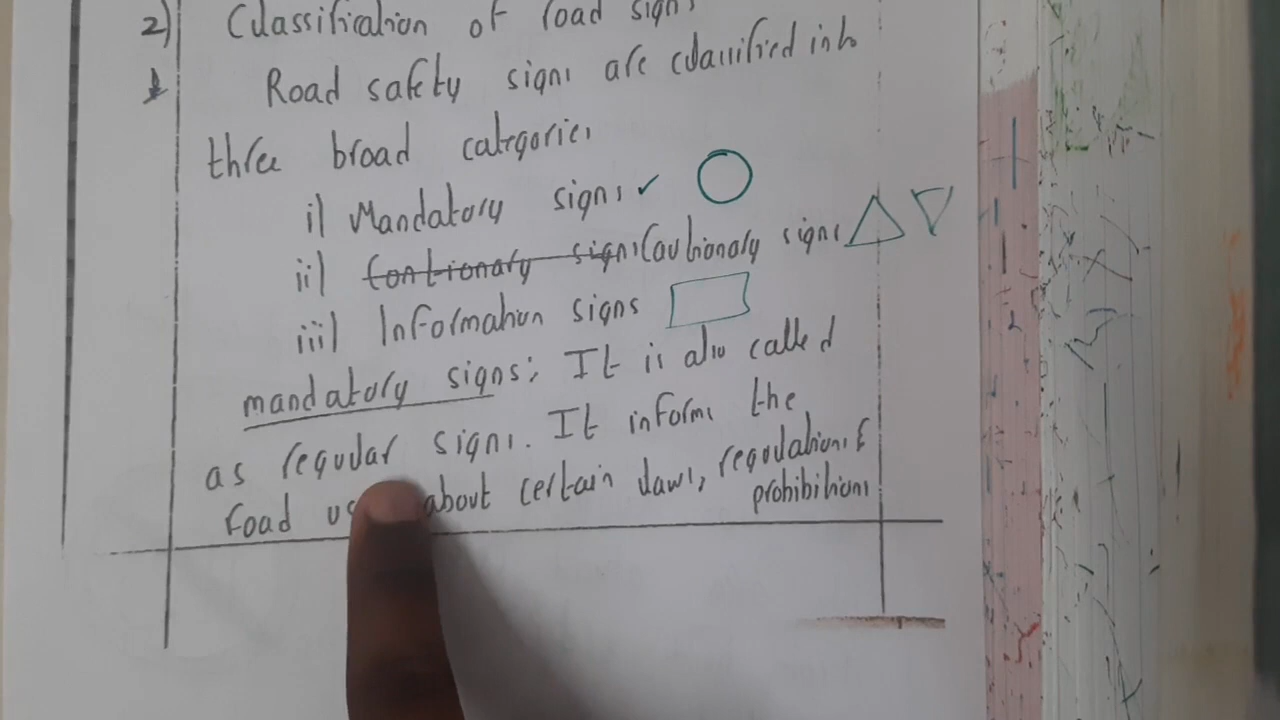 2) Classification of road signs
Road safety signs are classified into
three broad categories
i) Mandatory signs ✓
ii) Contionary signs Cautionary signs
iii) Information signs
mandatory signs: It is also called
as regular signs. It informs the
road about certain laws, regulations &
prohibitions